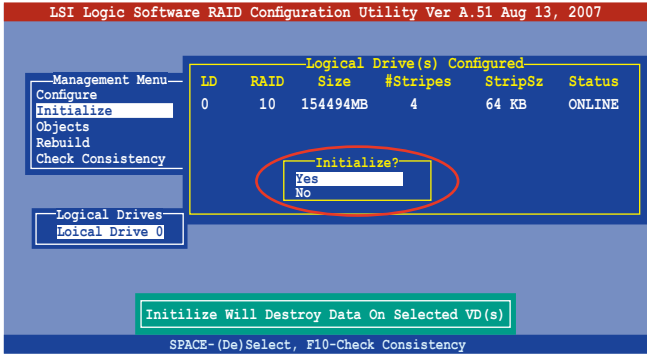 LSI Logic Software RAID Configuration Utility Ver A.51 Aug 13, 2007
Logical Drive(s) Configured
LD RAID Size #Stripes StripSz Status
0 10 154494MB 4 64 KB ONLINE
Management Menu
Configure
Initialize
Objects
Rebuild
Check Consistency
Initialize?
Yes
No
Logical Drives
Loical Drive 0
Initilize Will Destroy Data On Selected VD(s)
SPACE-(De)Select, F10-Check Consistency